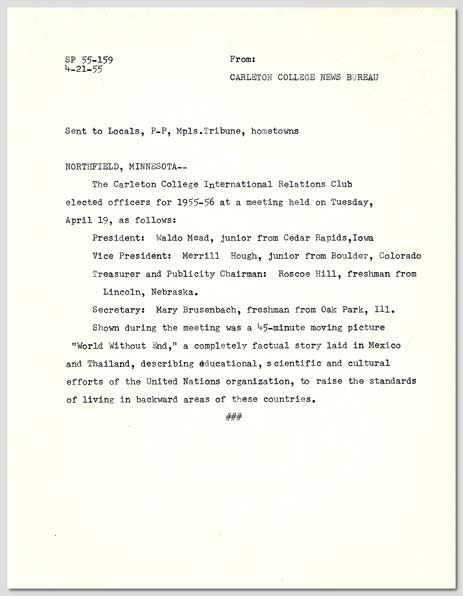 SP 55-159
4-21-55
From:
CARLETON COLLEGE NEWS BUREAU
Sent to Locals, P-P, Mpls.Tribune, hometowns
NORTHFIELD, MINNESOTA--
The Carleton College International Relations Club
elected officers for 1955-56 at a meeting held on Tuesday,
April 19, as follows:
President: Waldo Mead, junior from Cedar Rapids,Iowa
Vice President: Merrill Hough, junior from Boulder, Colorado
Treasurer and Publicity Chairman: Roscoe Hill, freshman from
Lincoln, Nebraska.
Secretary: Mary Brusenbach, freshman from Oak Park, Ill.
Shown during the meeting was a 45-minute moving picture
"World Without End," a completely factual story laid in Mexico
and Thailand, describing educational, scientific and cultural
efforts of the United Nations organization, to raise the standards
of living in backward areas of these countries.
###